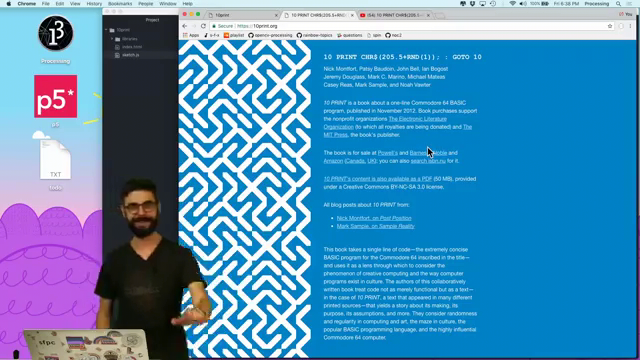 Chrome File Edit View History Bookmarks People Window Help
Fri 6:38 PM Processing
Project
10print
10 PRINT CHR$(205.5+RND(
(54) 10 PRINT CHR$(205.5+R
You
Secure https://10print.org
Apps
10print
libraries
index.html
sketch.js
Processing
p5*
p5
TXT
todo
10 PRINT CHR$(205.5+RND(1)); : GOTO 10
Nick Montfort, Patsy Baudoin, John Bell, Ian Bogost
Jeremy Douglass, Mark C. Marino, Michael Mateas
Casey Reas, Mark Sample, Noah Vawter
10 PRINT is a book about a one-line Commodore 64 BASIC
program, published in November 2012. Book purchases support
the nonprofit organizations The Electronic Literature
Organization (to which all royalties are being donated) and The
MIT Press, the book's publisher.
The book is for sale at Powell's and Barnes Noble and
Amazon (Canada, UK); you can also search isbn.nu for it.
10 PRINT's content is also available as a PDF (50 MB), provided
under a Creative Commons BY-NC-SA 3.0 license.
All blog posts about 10 PRINT from:
Nick Montfort, on Post Position
Mark Sample, on Sample Reality
This book takes a single line of code—the extremely concise
BASIC program for the Commodore 64 inscribed in the title—
and uses it as a lens through which to consider the
phenomenon of creative computing and the way computer
programs exist in culture. The authors of this collaboratively
written book treat code not as merely functional but as a text—
in the case of 10 PRINT, a text that appeared in many different
printed sources—that yields a story about its making, its
purpose, its assumptions, and more. They consider randomness
and regularity in computing and art, the maze in culture, the
popular BASIC programming language, and the highly influential
Commodore 64 computer.